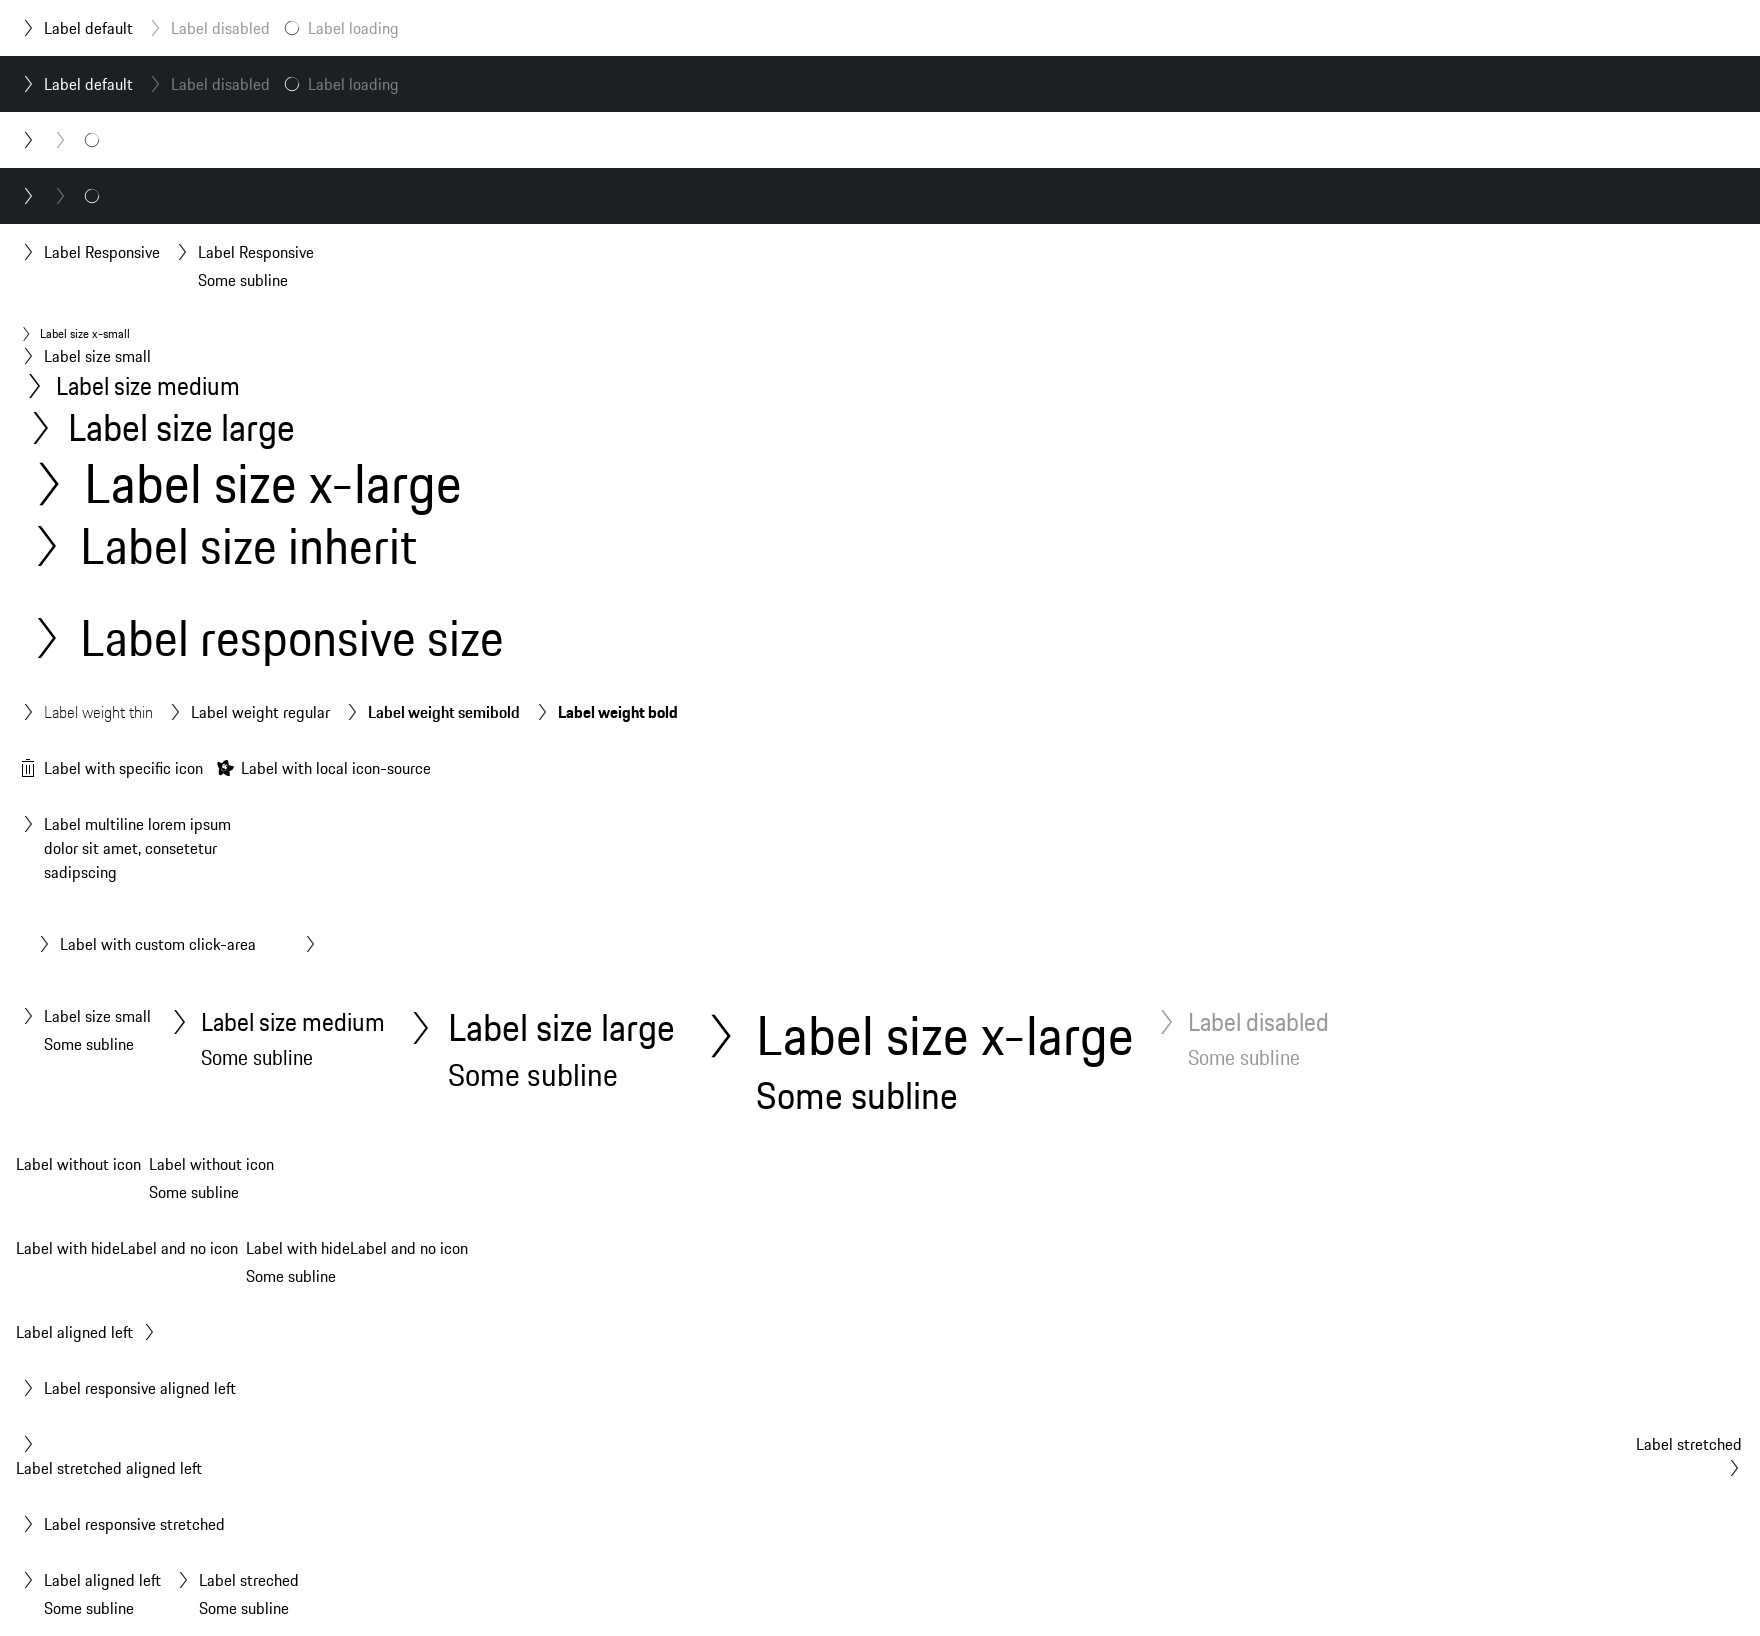 Label default Label disabled Label loading
Label default Label disabled Label loading
Label Responsive Label Responsive
Some subline
Label size x-small
Label size small
Label size medium
Label size large
Label size x-large
Label size inherit
Label responsive size
Label weight thin Label weight regular Label weight semibold Label weight bold
Label with specific icon Label with local icon-source
Label multiline lorem ipsum
dolor sit amet, consetetur
sadipscing
Label with custom click-area
Label size small Label size medium Label size large Label size x-large Label disabled
Some subline Some subline Some subline Some subline Some subline
Label without icon Label without icon
Some subline
Label with hideLabel and no icon Label with hideLabel and no icon
Some subline
Label aligned left
Label responsive aligned left
Label stretched
Label stretched aligned left
Label responsive stretched
Label aligned left Label streched
Some subline Some subline